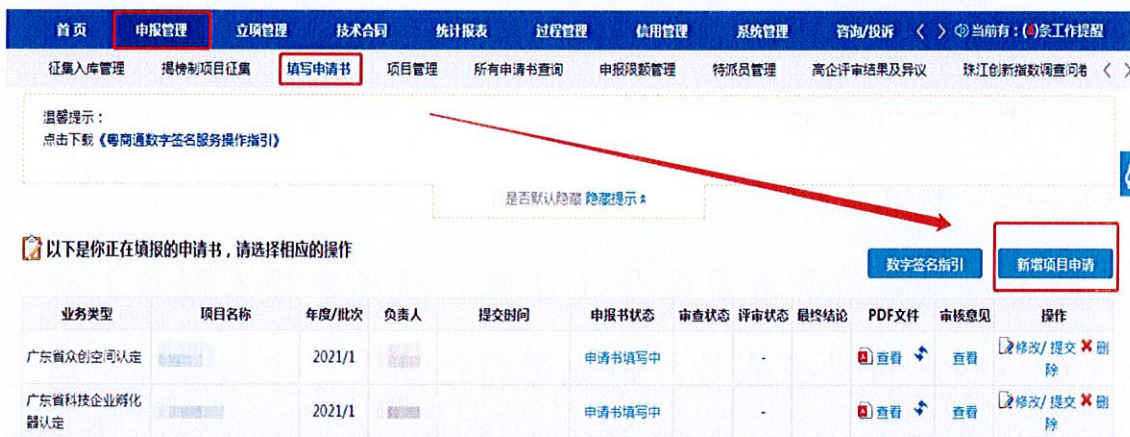 首页 申报管理 立项管理 技术合同 统计报表 过程管理 信用管理 系统管理 咨询/投诉 当前有：(4)条工作提醒
征集入库管理 揭榜制项目征集 填写申请书 项目管理 所有申请书查询 申报限额管理 特派员管理 高企评审结果及异议 珠江创新指数调查问卷
温馨提示：
点击下载《粤商通数字签名服务操作指引》
是否默认隐藏 隐藏提示
以下是你正在填报的申请书，请选择相应的操作
数字签名指引 新增项目申请
业务类型 项目名称 年度/批次 负责人 提交时间 申报书状态 审查状态 评审状态 最终结论 PDF文件 审核意见 操作
广东省众创空间认定 2021/1 申请书填写中 - 查看 查看 修改/提交 删
除
广东省科技企业孵化
器认定 2021/1 申请书填写中 - 查看 查看 修改/提交 删
除